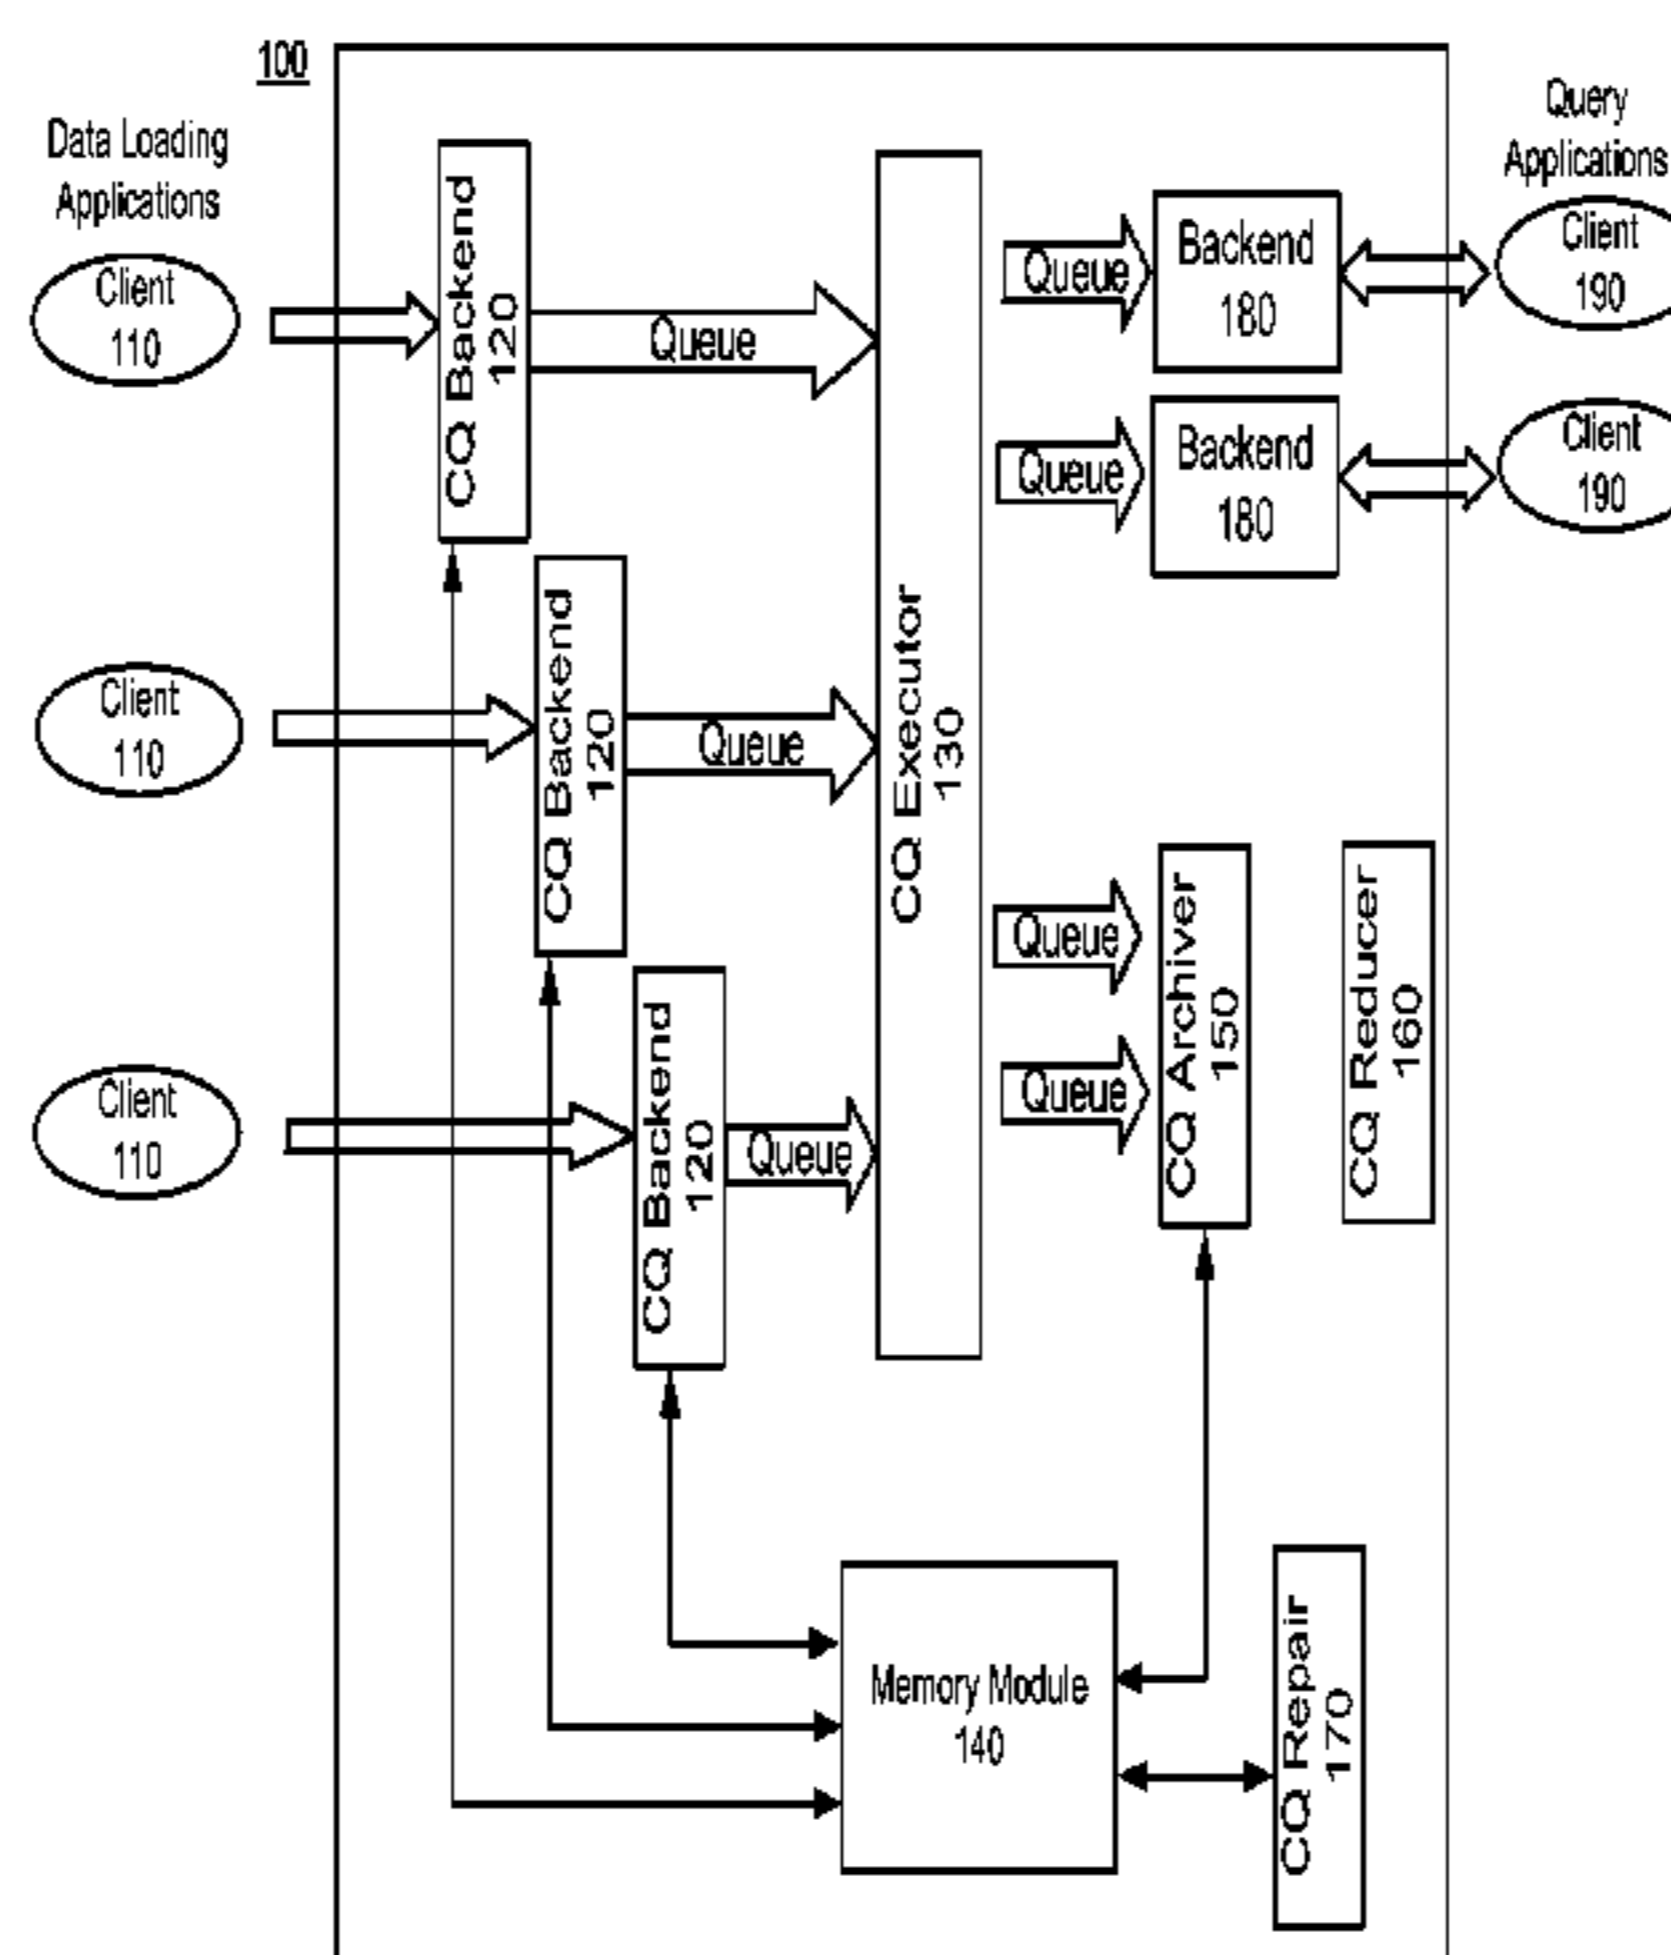 100
Data Loading
Applications
Query
Applications
Client
110
CQ Backend
120
Queue
CQ Executor
130
Queue
Backend
180
Client
190
Queue
Backend
180
Client
190
Client
110
CQ Backend
120
Queue
Client
110
CQ Backend
120
Queue
Queue
Queue
CQ Archiver
150
CQ Reducer
160
Memory Module
140
CQ Repair
170